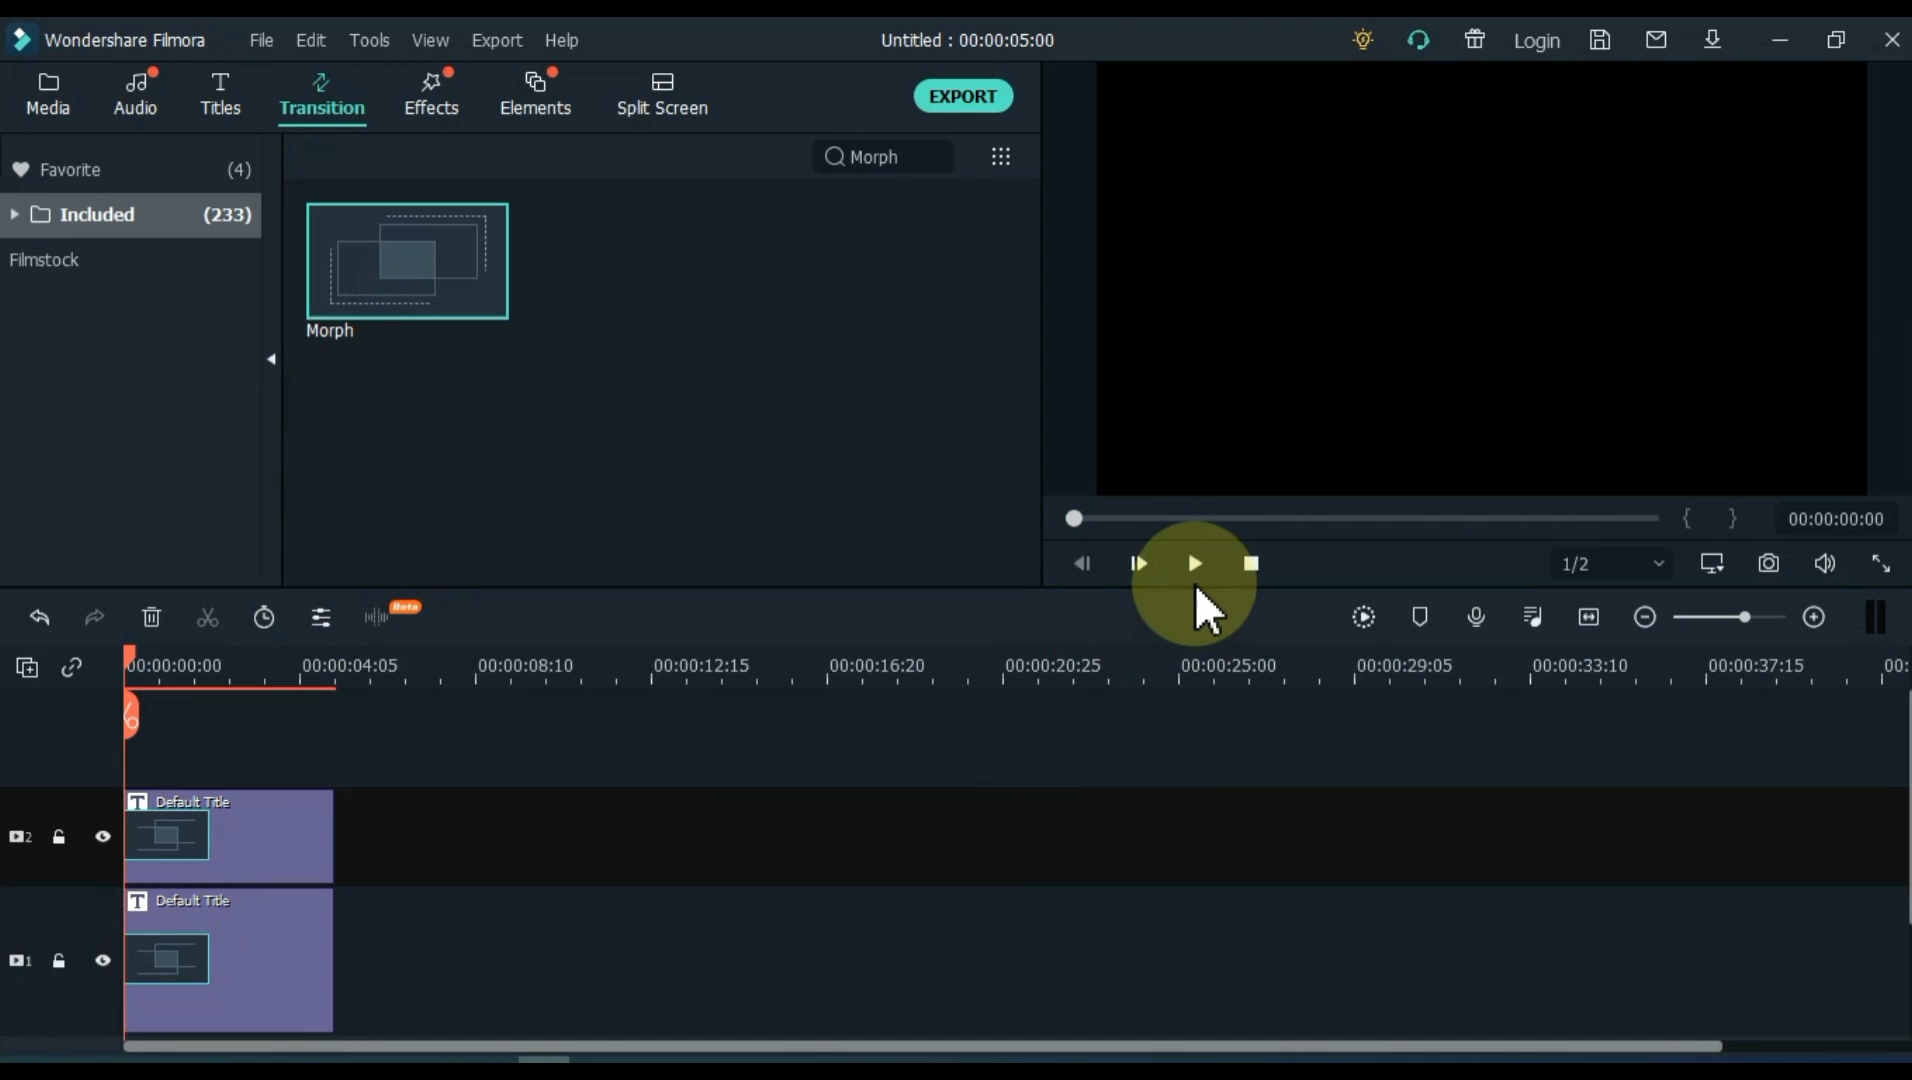 Wondershare Filmora File Edit Tools View Export Help Untitled : 00:00:05:00 Login
Media Audio Titles Transition Effects Elements Split Screen EXPORT
Favorite (4) Morph
Included (233)
Filmstock
Morph
00:00:00:00
1/2
Beta
00:00:00:00 00:00:04:05 00:00:08:10 00:00:12:15 00:00:16:20 00:00:20:25 00:00:25:00 00:00:29:05 00:00:33:10 00:00:37:15 00:
T Default Title
2
T Default Title
1